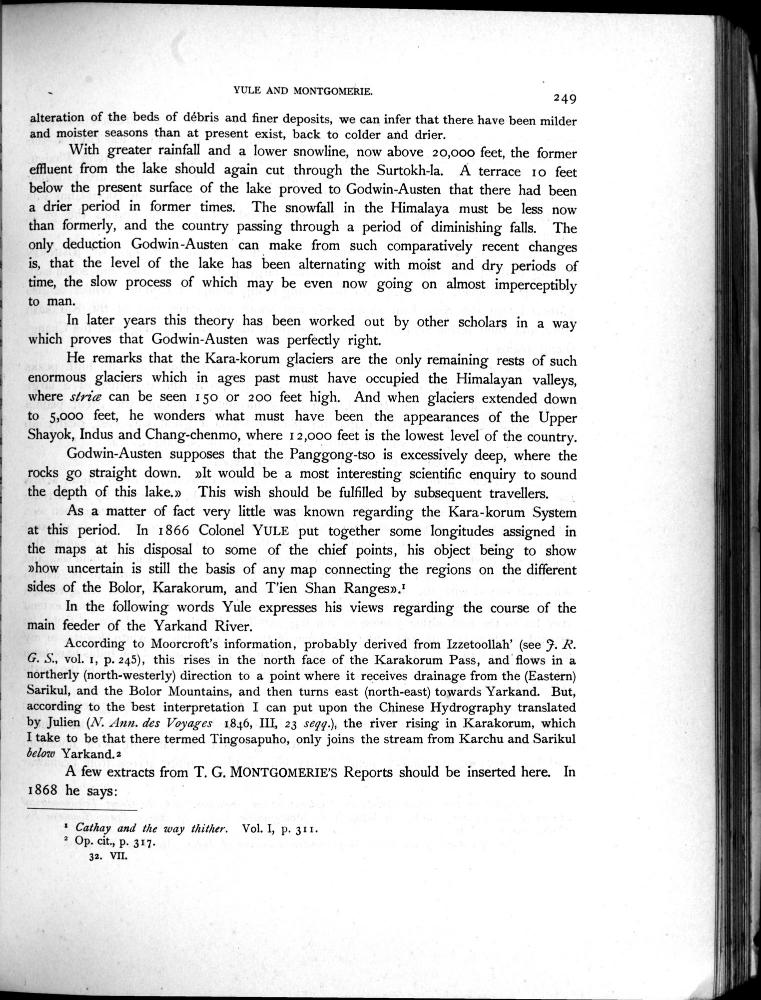 YULE AND MONTGOMERIE.
249
alteration of the beds of débris and finer deposits, we can infer that there have been milder
and moister seasons than at present exist, back to colder and drier.
With greater rainfall and a lower snowline, now above 20,000 feet, the former
effluent from the lake should again cut through the Surtokh-la. A terrace 10 feet
below the present surface of the lake proved to Godwin-Austen that there had been
a drier period in former times. The snowfall in the Himalaya must be less now
than formerly, and the country passing through a period of diminishing falls. The
only deduction Godwin-Austen can make from such comparatively recent changes
is, that the level of the lake has been alternating with moist and dry periods of
time, the slow process of which may be even now going on almost imperceptibly
to man.
In later years this theory has been worked out by other scholars in a way
which proves that Godwin-Austen was perfectly right.
He remarks that the Kara-korum glaciers are the only remaining rests of such
enormous glaciers which in ages past must have occupied the Himalayan valleys,
where striæ can be seen 150 or 200 feet high. And when glaciers extended down
to 5,000 feet, he wonders what must have been the appearances of the Upper
Shayok, Indus and Chang-chenmo, where 12,000 feet is the lowest level of the country.
Godwin-Austen supposes that the Panggong-tso is excessively deep, where the
rocks go straight down. »It would be a most interesting scientific enquiry to sound
the depth of this lake.» This wish should be fulfilled by subsequent travellers.
As a matter of fact very little was known regarding the Kara-korum System
at this period. In 1866 Colonel YULE put together some longitudes assigned in
the maps at his disposal to some of the chief points, his object being to show
»how uncertain is still the basis of any map connecting the regions on the different
sides of the Bolor, Karakorum, and T'ien Shan Ranges».¹
In the following words Yule expresses his views regarding the course of the
main feeder of the Yarkand River.
According to Moorcroft's information, probably derived from Izzetoollah' (see J. R.
G. S., vol. 1, p. 245), this rises in the north face of the Karakorum Pass, and flows in a
northerly (north-westerly) direction to a point where it receives drainage from the (Eastern)
Sarikul, and the Bolor Mountains, and then turns east (north-east) towards Yarkand. But,
according to the best interpretation I can put upon the Chinese Hydrography translated
by Julien (N. Ann. des Voyages 1846, III, 23 seqq.), the river rising in Karakorum, which
I take to be that there termed Tingosapuho, only joins the stream from Karchu and Sarikul
below Yarkand.²
A few extracts from T. G. MONTGOMERIE'S Reports should be inserted here. In
1868 he says:
¹ Cathay and the way thither. Vol. I, p. 311.
² Op. cit., p. 317.
32. VII.